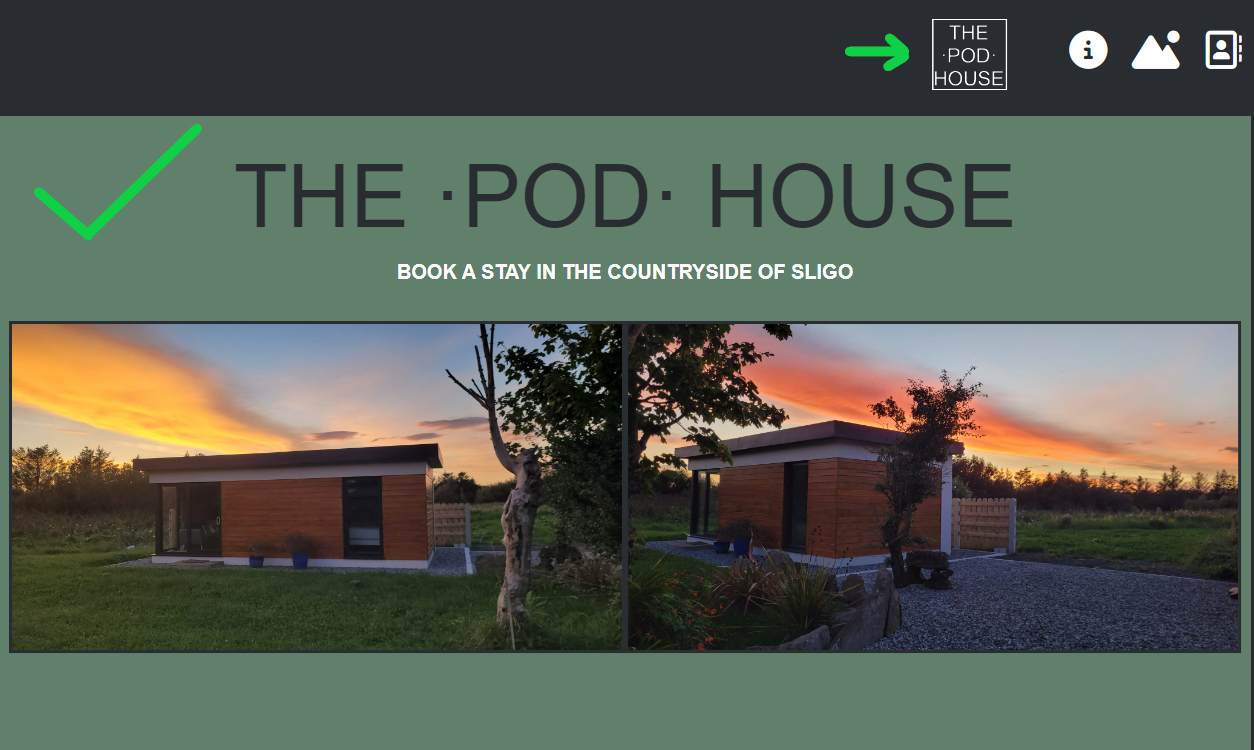 THE
·POD·
HOUSE
THE ·POD· HOUSE
BOOK A STAY IN THE COUNTRYSIDE OF SLIGO